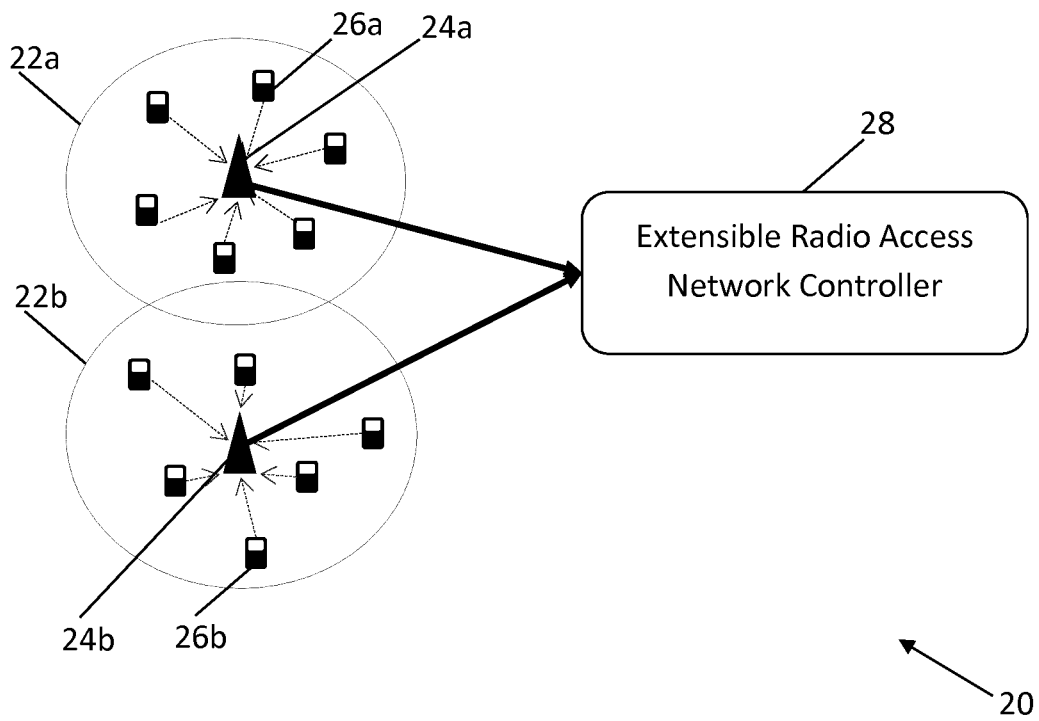 26a
24a
22a
28
Extensible Radio Access
Network Controller
22b
24b
26b
20